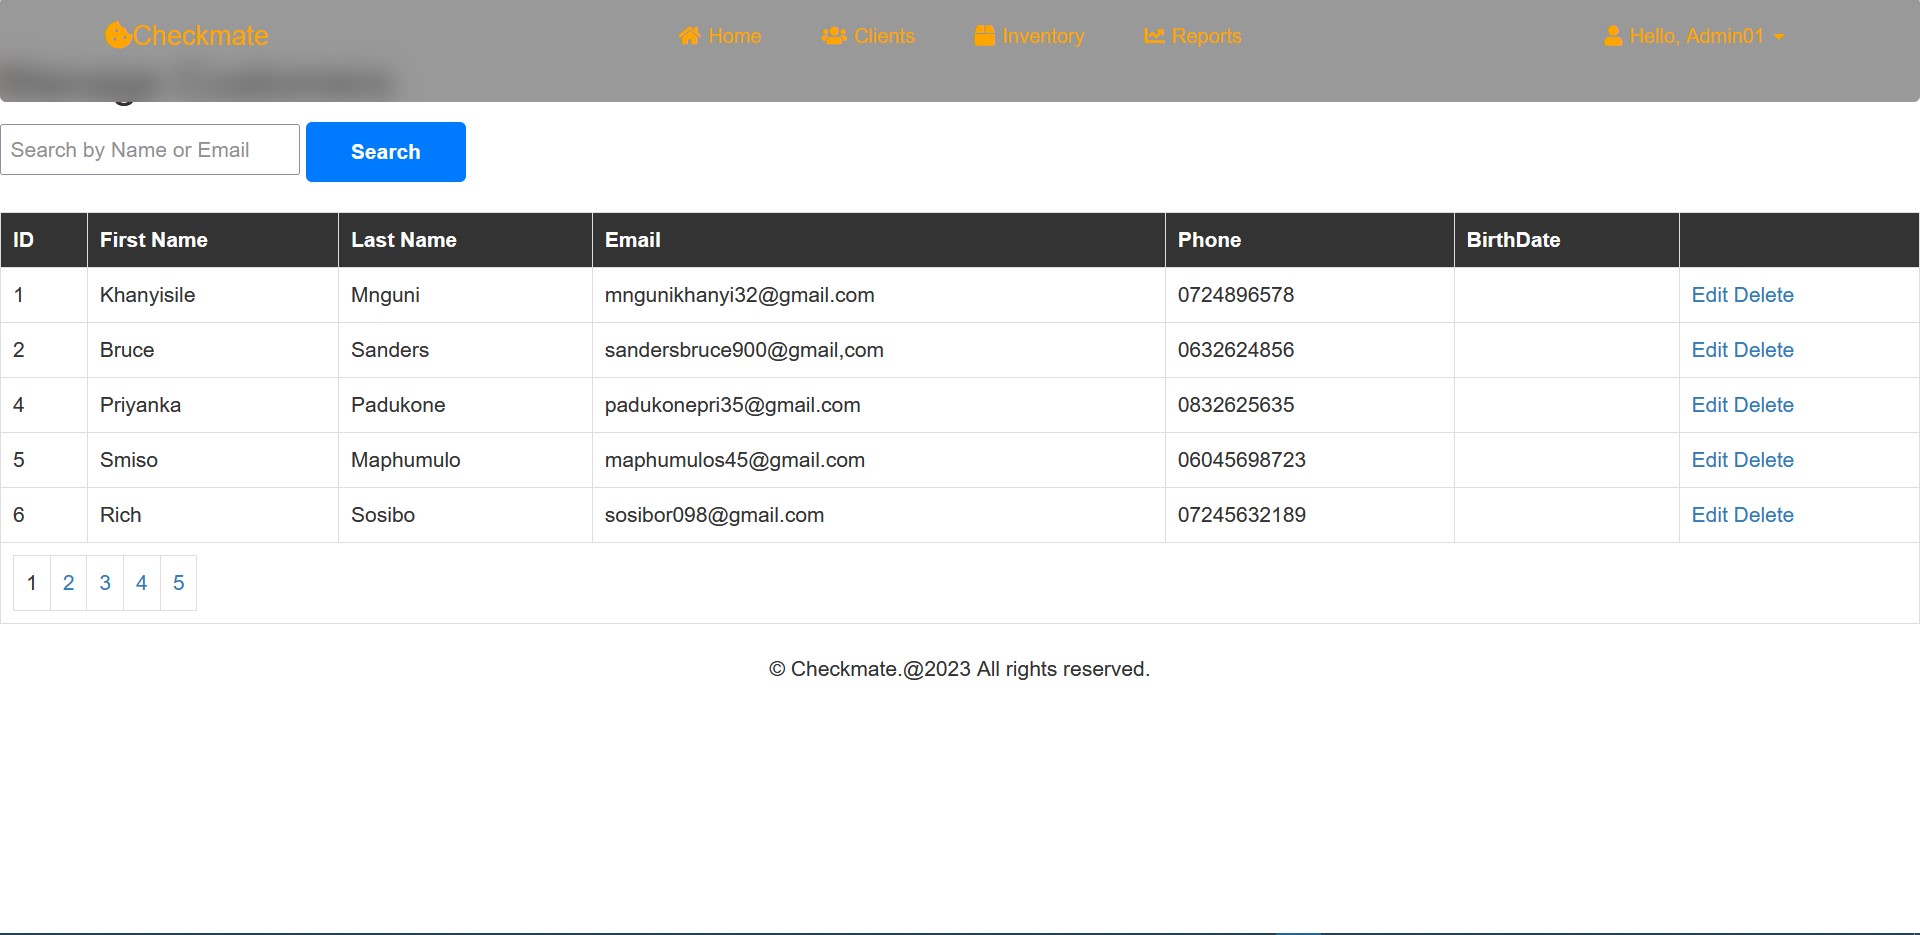 Checkmate Home Clients Inventory Reports Hello, Admin01
Manage Customers
Search by Name or Email Search
ID First Name Last Name Email Phone BirthDate
1 Khanyisile Mnguni mngunikhanyi32@gmail.com 0724896578 Edit Delete
2 Bruce Sanders sandersbruce900@gmail,com 0632624856 Edit Delete
4 Priyanka Padukone padukonepri35@gmail.com 0832625635 Edit Delete
5 Smiso Maphumulo maphumulos45@gmail.com 06045698723 Edit Delete
6 Rich Sosibo sosibor098@gmail.com 07245632189 Edit Delete
1 2 3 4 5
© Checkmate.@2023 All rights reserved.